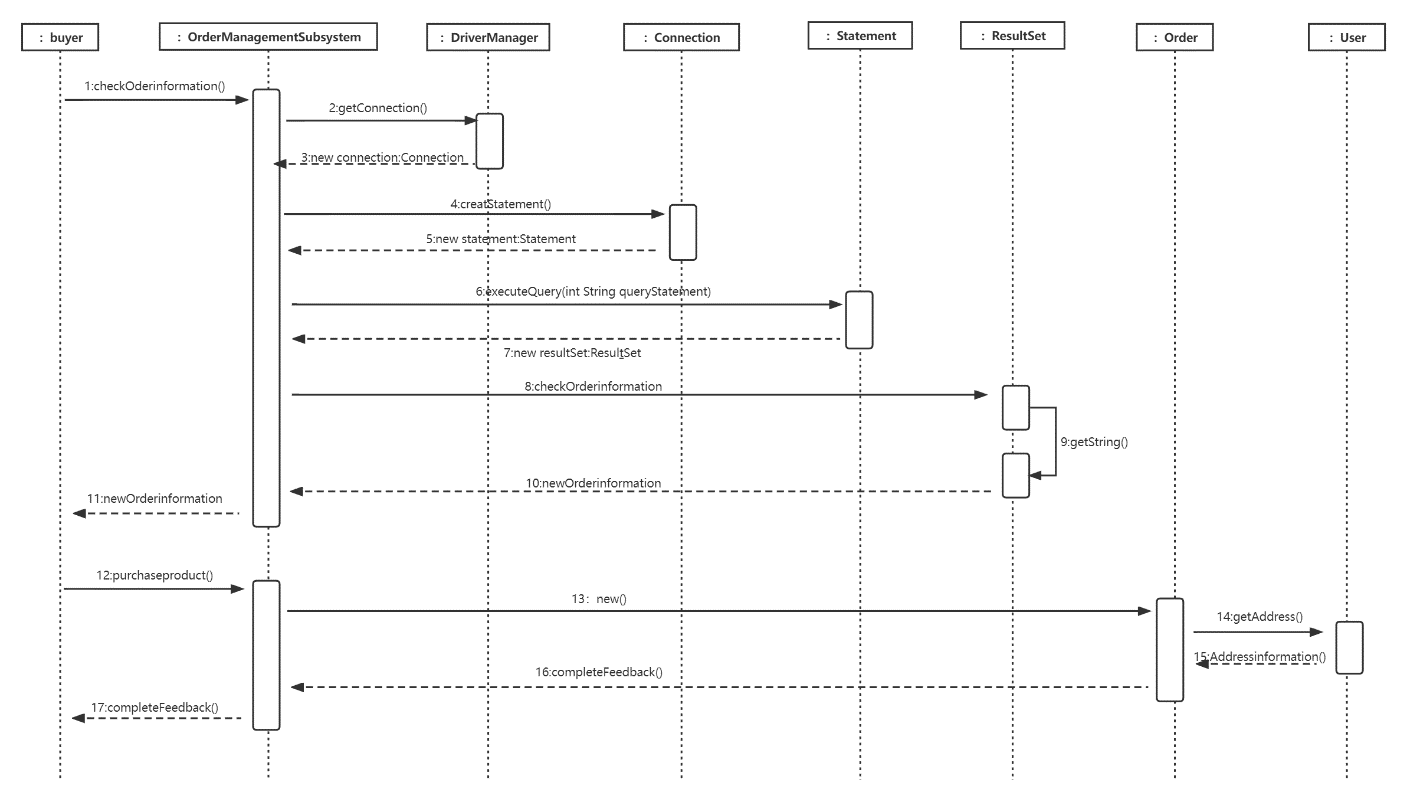 : buyer
: OrderManagementSubsystem
: DriverManager
: Connection
: Statement
: ResultSet
: Order
: User
1:checkOderinformation()
2:getConnection()
3:new connection:Connection
4:creatStatement()
5:new statement:Statement
6:executeQuery(int String queryStatement)
7:new resultSet:ResultSet
8:checkOrderinformation
9:getString()
10:newOrderinformation
11:newOrderinformation
12:purchaseproduct()
13：new()
14:getAddress()
15:Addressinformation()
16:completeFeedback()
17:completeFeedback()